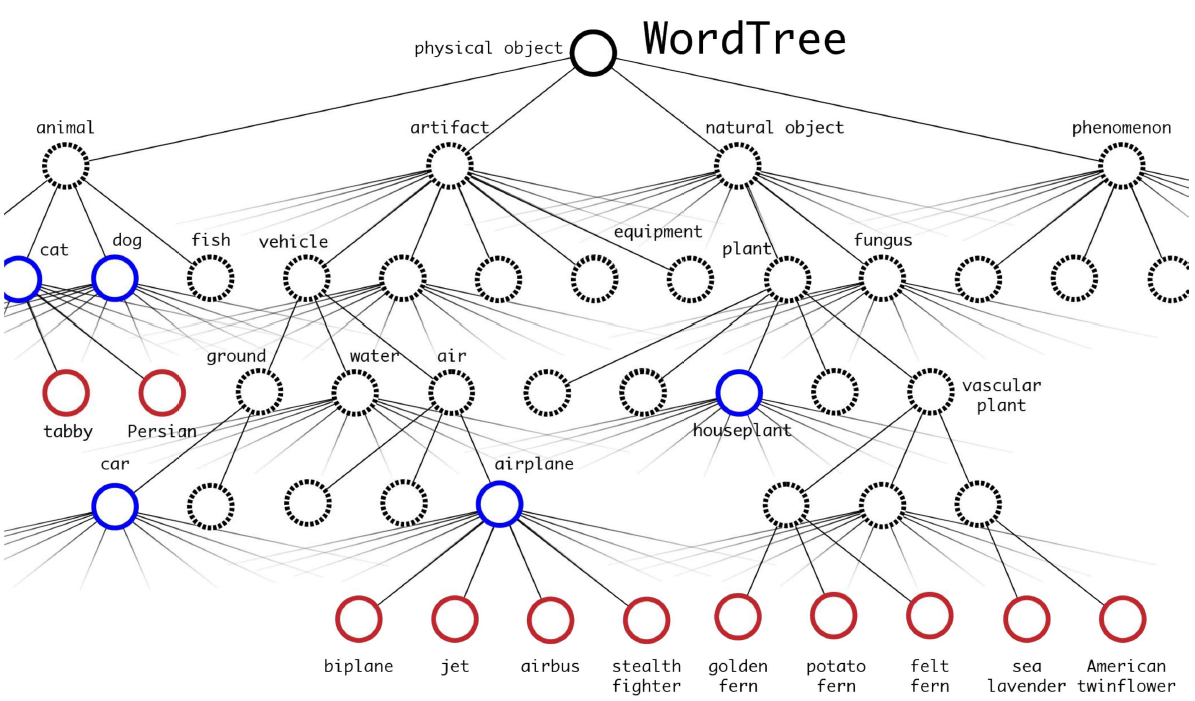 WordTree
physical object
animal
artifact
natural object
phenomenon
cat
dog
fish
vehicle
equipment
plant
fungus
ground
water
air
vascular
plant
tabby
Persian
houseplant
car
airplane
biplane
jet
airbus
stealth
fighter
golden
fern
potato
fern
felt
fern
sea
lavender
American
twinflower